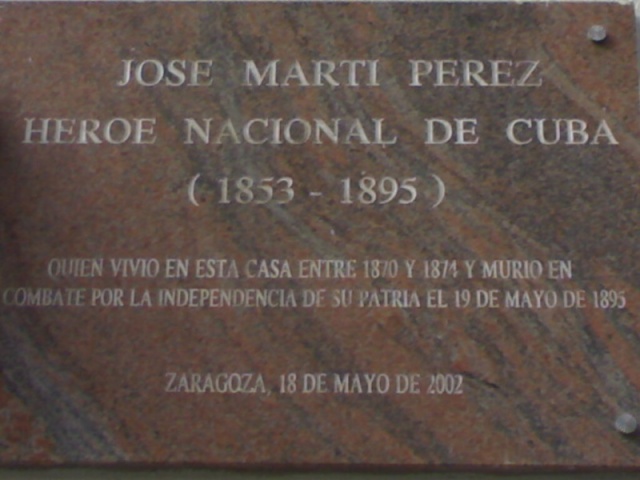 JOSE MARTI PEREZ
HEROE NACIONAL DE CUBA
( 1853 - 1895 )
QUIEN VIVIO EN ESTA CASA ENTRE 1870 Y 1874 Y MURIO EN
COMBATE POR LA INDEPENDENCIA DE SU PATRIA EL 19 DE MAYO DE 1895
ZARAGOZA, 18 DE MAYO DE 2002